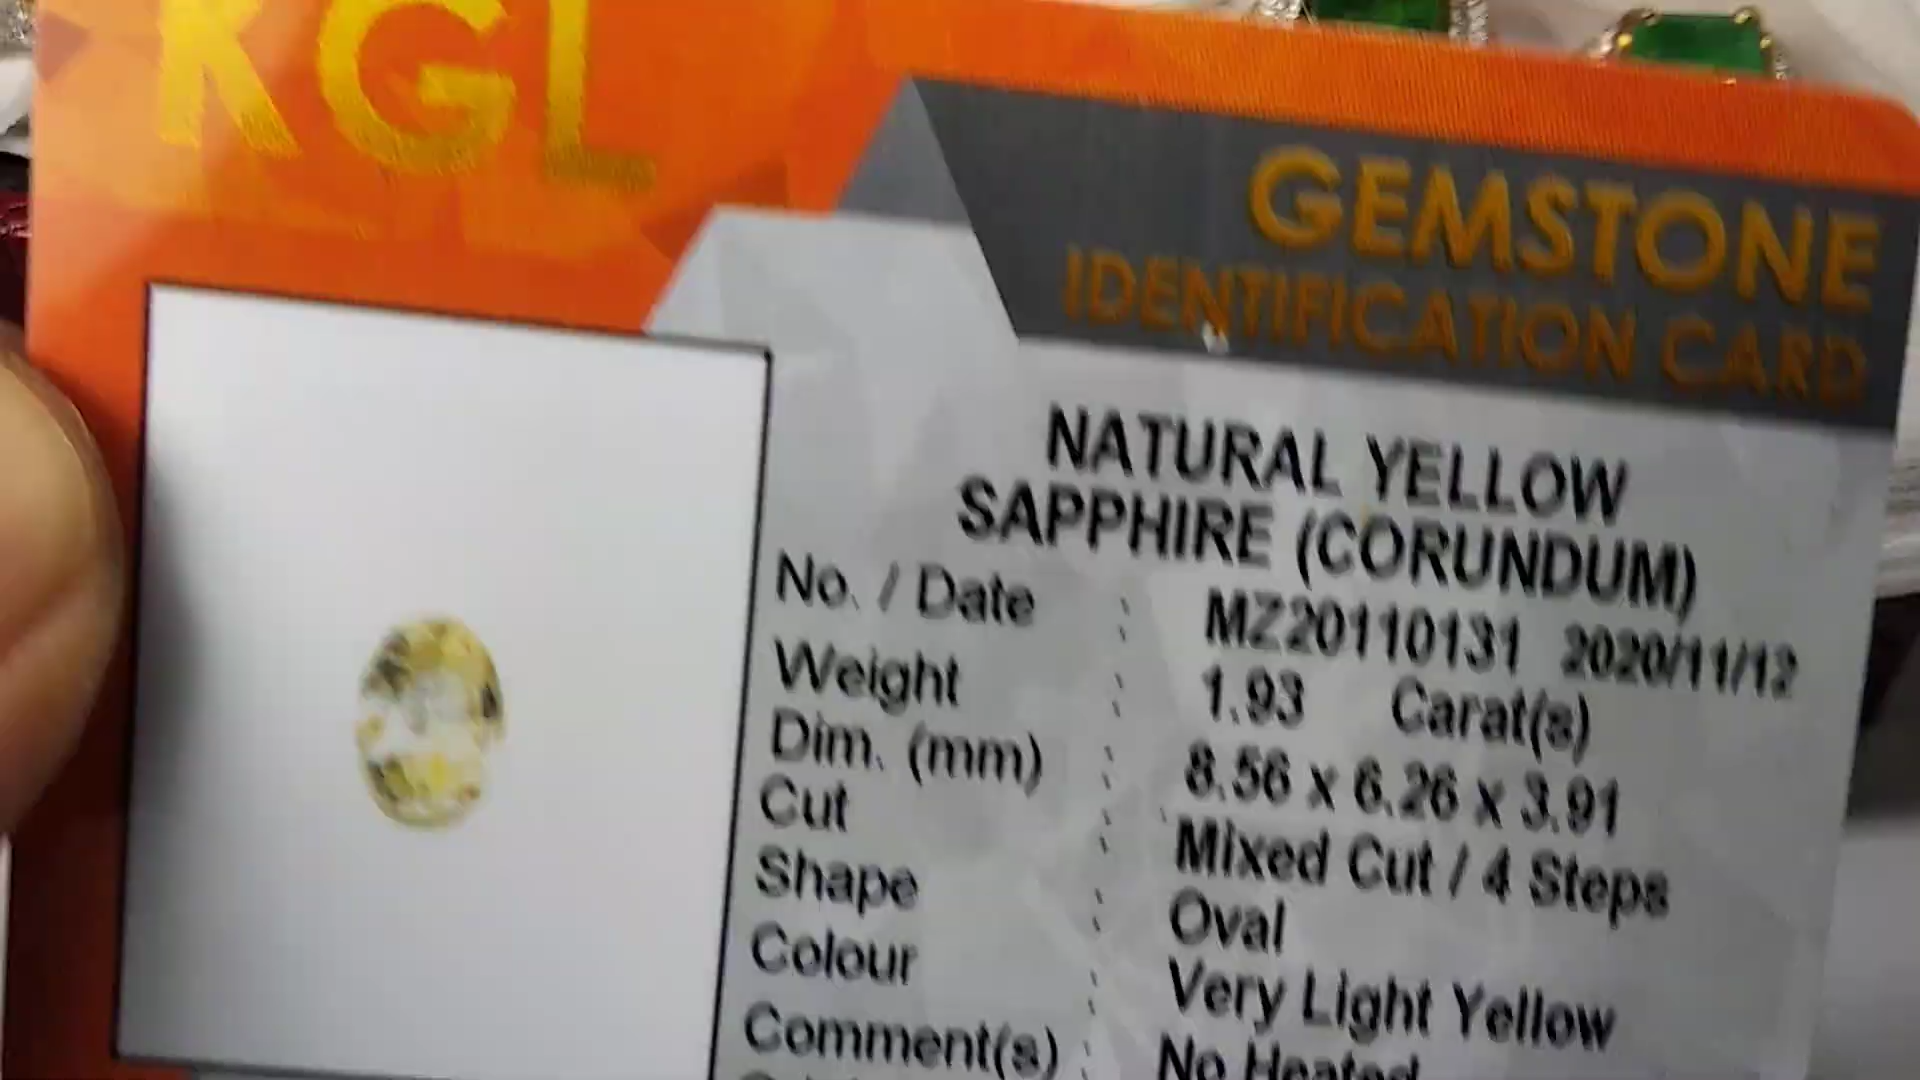 KGL
GEMSTONE
IDENTIFICATION CARD
NATURAL YELLOW
SAPPHIRE (CORUNDUM)
No. / Date : MZ20110131 2020/11/12
Weight : 1.93 Carat(s)
Dim. (mm) : 8.56 x 6.26 x 3.91
Cut : Mixed Cut / 4 Steps
Shape : Oval
Colour : Very Light Yellow
Comment(s) : No Heated